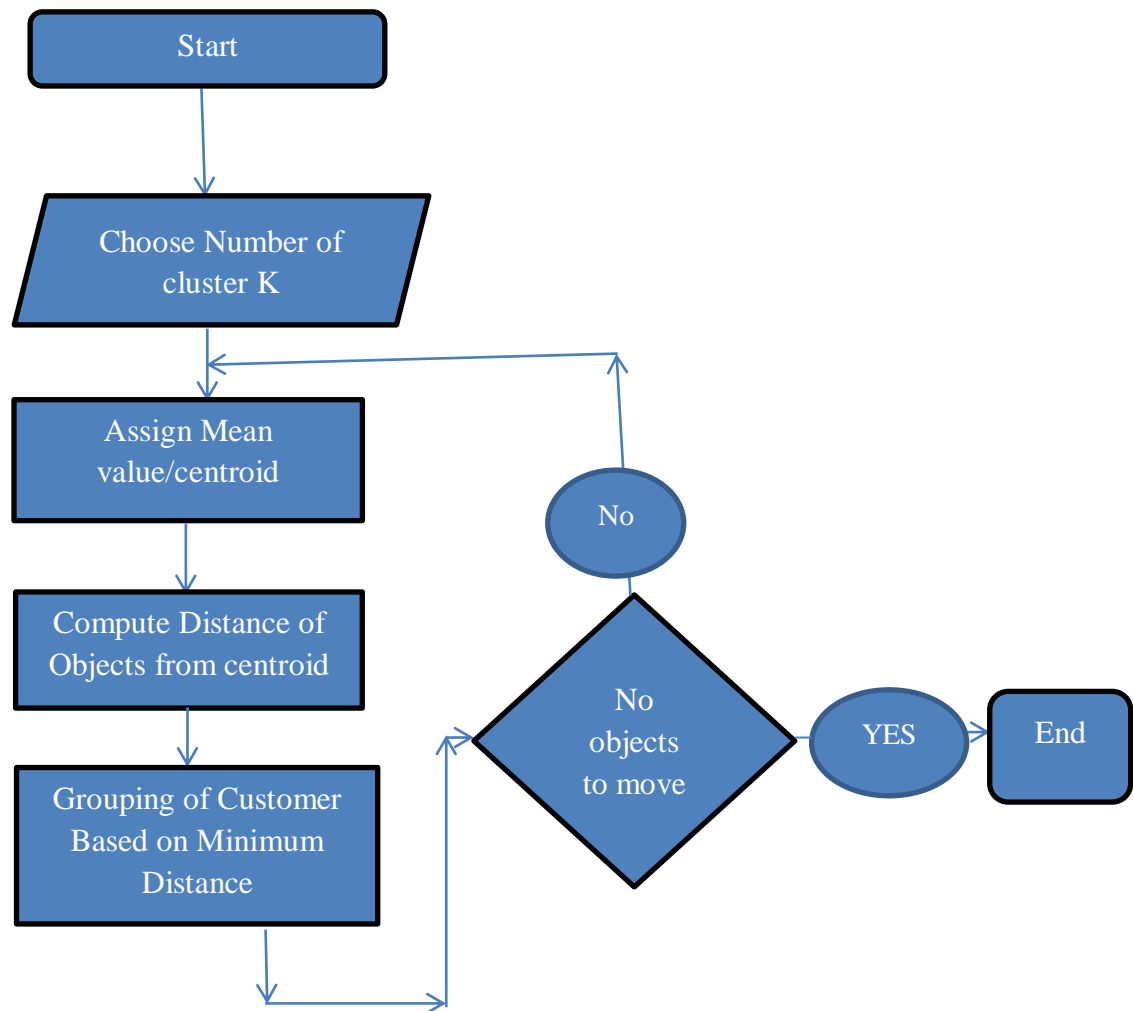 Start
Choose Number of
cluster K
Assign Mean
value/centroid
Compute Distance of
Objects from centroid
Grouping of Customer
Based on Minimum
Distance
No
No
objects
to move
YES
End